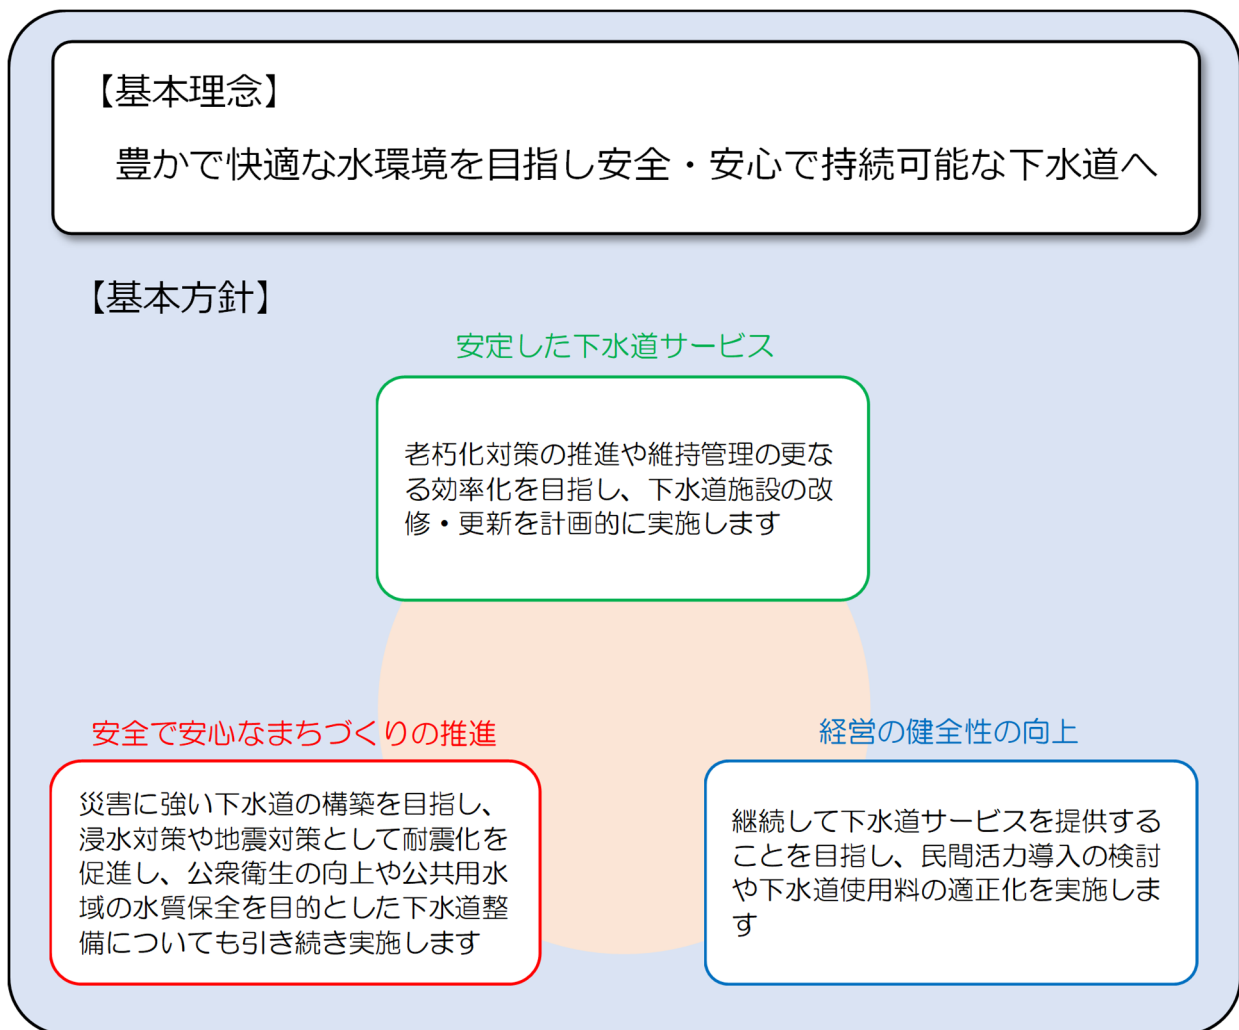 【基本理念】
豊かで快適な水環境を目指し安全・安心で持続可能な下水道へ
【基本方針】
安定した下水道サービス
老朽化対策の推進や維持管理の更な
る効率化を目指し、下水道施設の改
修・更新を計画的に実施します
安全で安心なまちづくりの推進
災害に強い下水道の構築を目指し、
浸水対策や地震対策として耐震化を
促進し、公衆衛生の向上や公共用水
域の水質保全を目的とした下水道整
備についても引き続き実施します
経営の健全性の向上
継続して下水道サービスを提供する
ことを目指し、民間活力導入の検討
や下水道使用料の適正化を実施しま
す